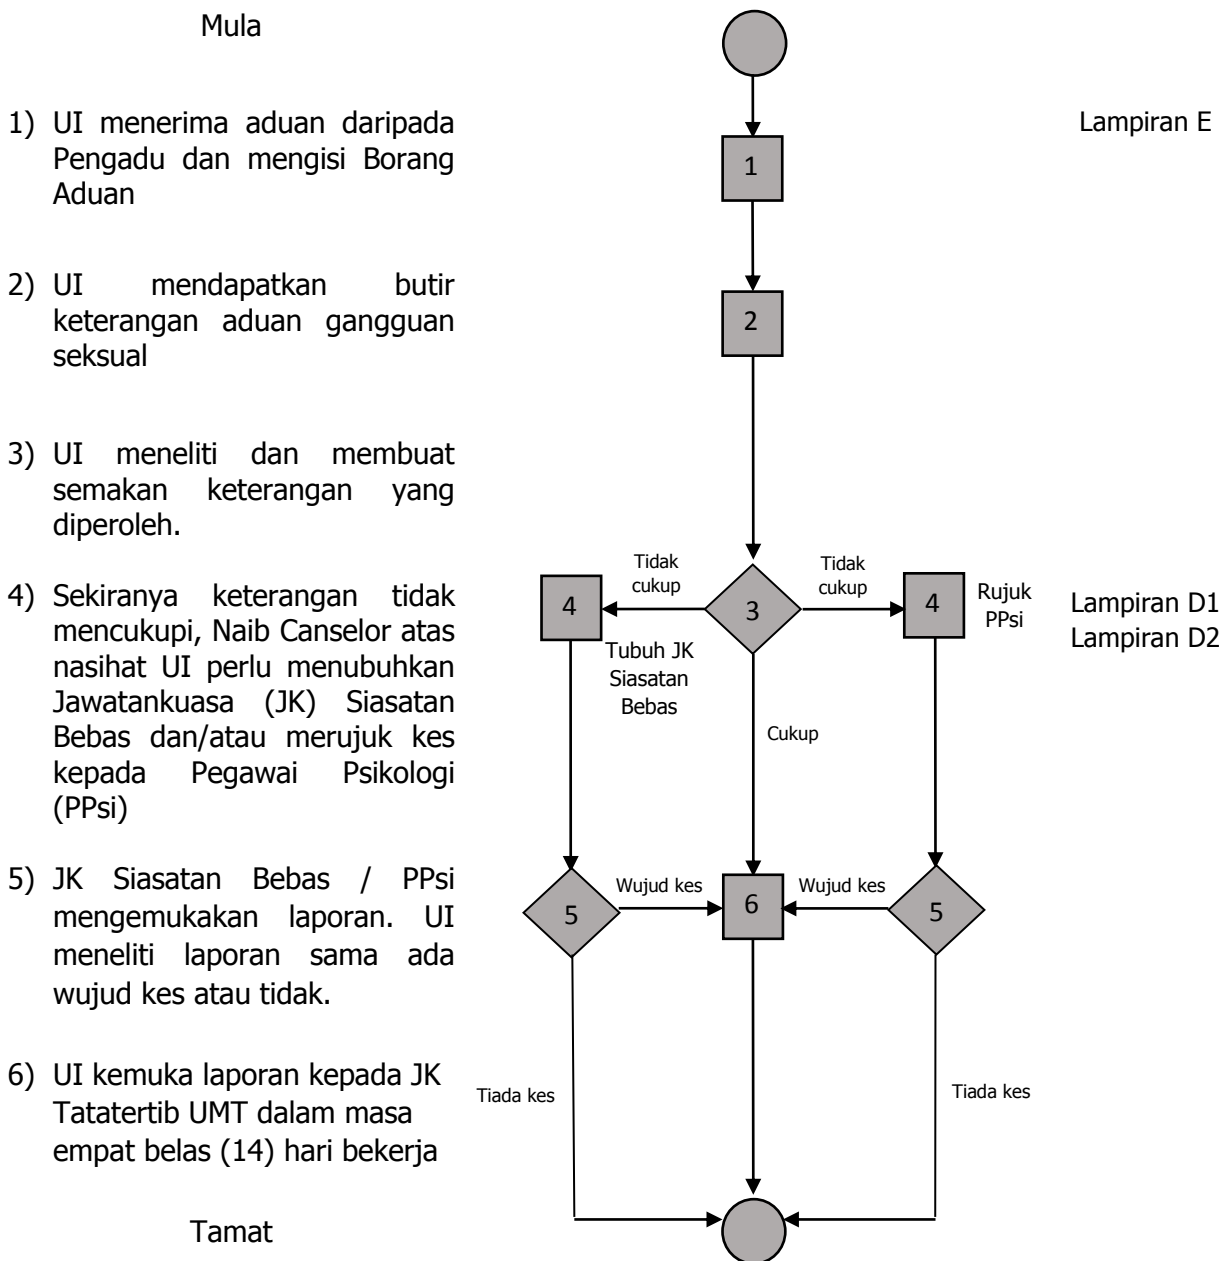 Mula
1) UI menerima aduan daripada
Pengadu dan mengisi Borang
Aduan
Lampiran E
1
2) UI mendapatkan butir
keterangan aduan gangguan
seksual
2
3) UI meneliti dan membuat
semakan keterangan yang
diperoleh.
4) Sekiranya keterangan tidak
mencukupi, Naib Canselor atas
nasihat UI perlu menubuhkan
Jawatankuasa (JK) Siasatan
Bebas dan/atau merujuk kes
kepada Pegawai Psikologi
(PPsi)
Tidak
cukup
Tidak
cukup
4
3
4
Rujuk
PPsi
Lampiran D1
Lampiran D2
Tubuh JK
Siasatan
Bebas
Cukup
5) JK Siasatan Bebas / PPsi
mengemukakan laporan. UI
meneliti laporan sama ada
wujud kes atau tidak.
5
Wujud kes
6
Wujud kes
5
6) UI kemuka laporan kepada JK
Tatatertib UMT dalam masa
empat belas (14) hari bekerja
Tiada kes
Tiada kes
Tamat